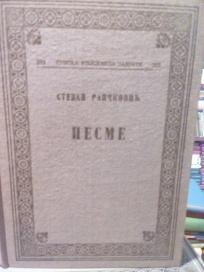 СРПСКА КЊИЖЕВНА ЗАДРУГА
СТЕВАН РАИЧКОВИЋ
ПЕСМЕ